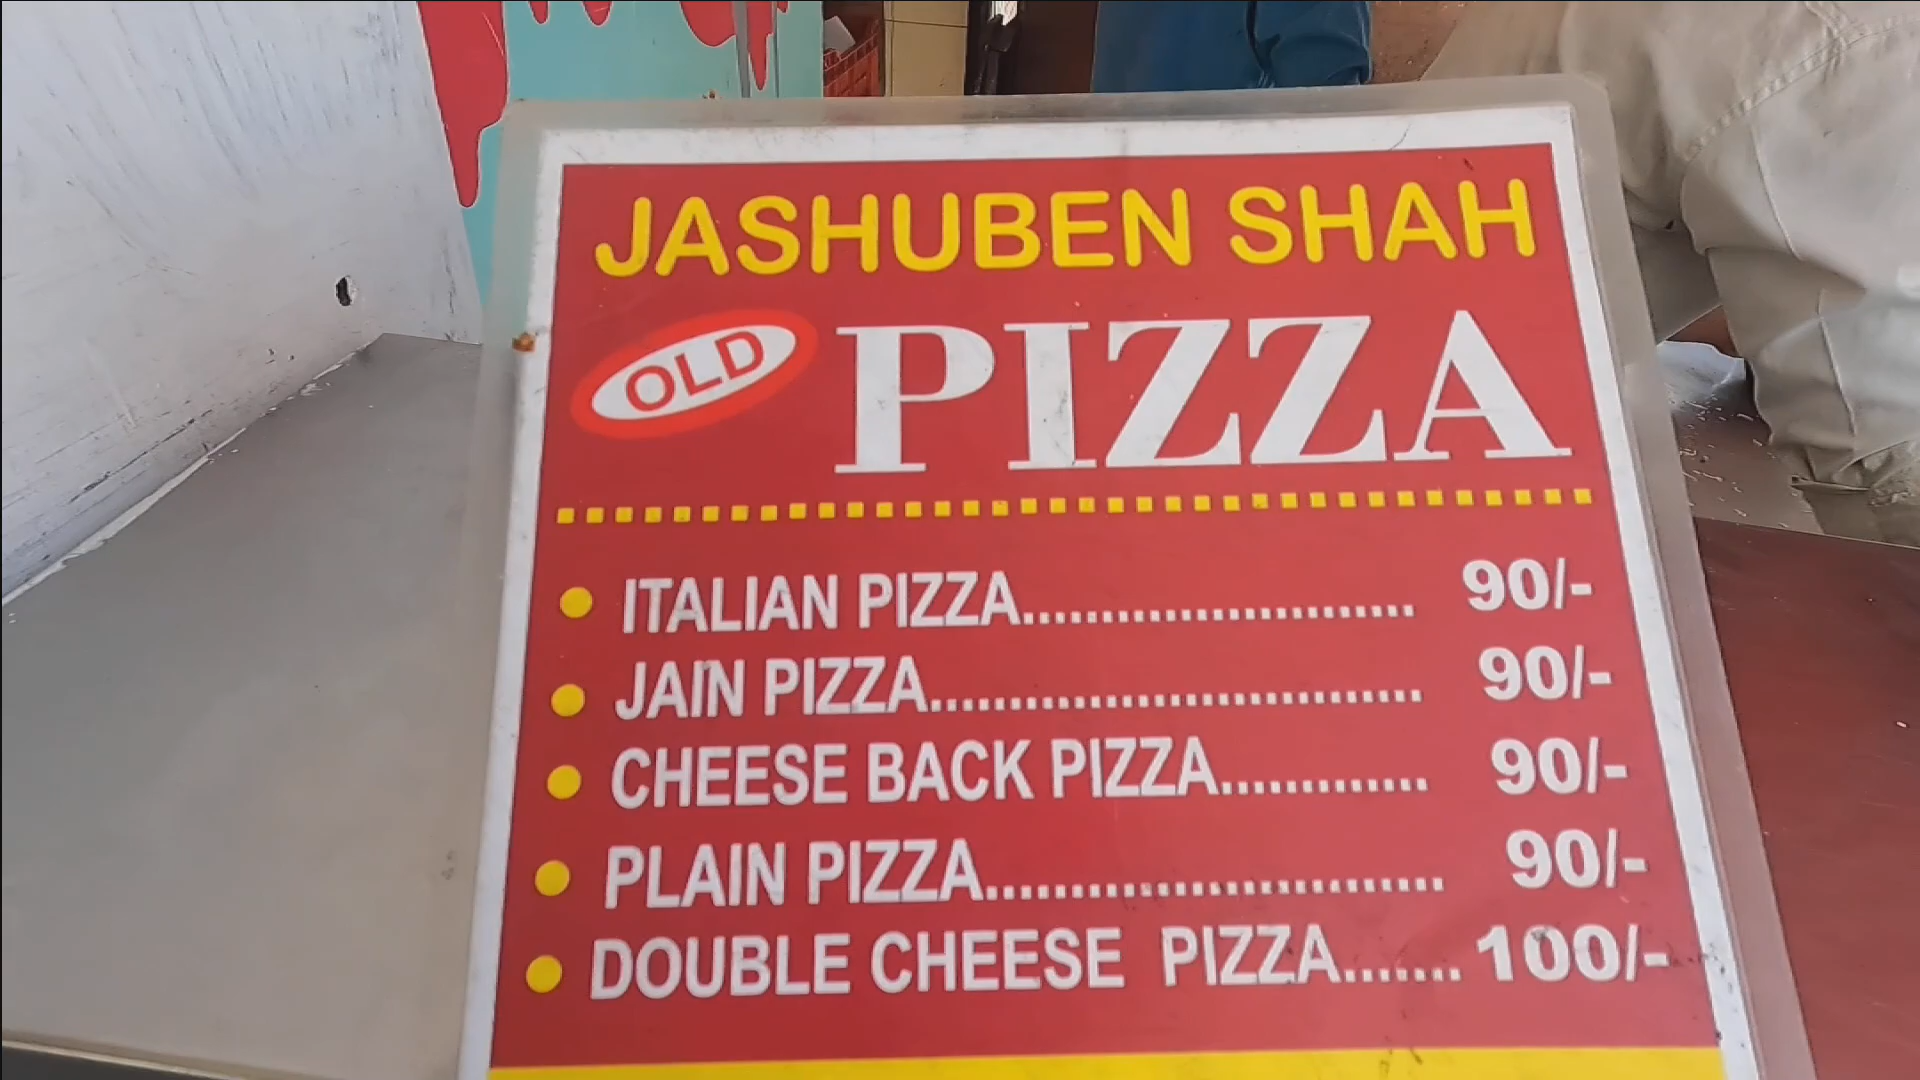 JASHUBEN SHAH
OLD PIZZA
ITALIAN PIZZA......................... 90/-
JAIN PIZZA................................ 90/-
CHEESE BACK PIZZA............. 90/-
PLAIN PIZZA.............................. 90/-
DOUBLE CHEESE PIZZA....... 100/-